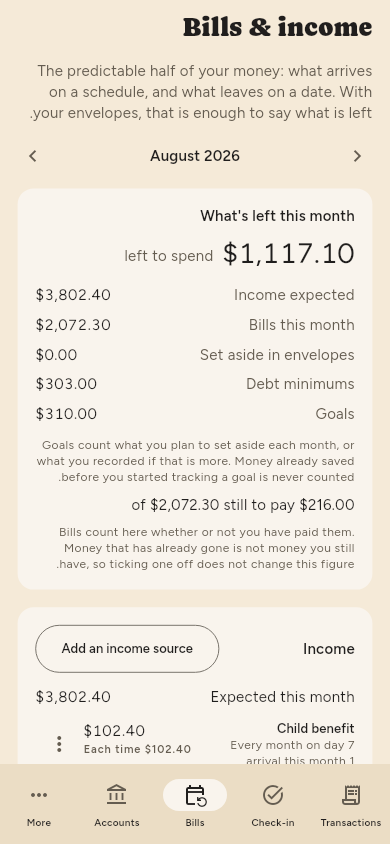 Bills & income
The predictable half of your money: what arrives
on a schedule, and what leaves on a date. With
your envelopes, that is enough to say what is left.
August 2026
What's left this month
left to spend $1,117.10
Income expected $3,802.40
Bills this month $2,072.30
Set aside in envelopes $0.00
Debt minimums $303.00
Goals $310.00
Goals count what you plan to set aside each month, or
what you recorded if that is more. Money already saved
before you started tracking a goal is never counted.
of $2,072.30 still to pay $216.00
Bills count here whether or not you have paid them.
Money that has already gone is not money you still
have, so ticking one off does not change this figure.
Income
Add an income source
Expected this month $3,802.40
Child benefit $102.40
Every month on day 7
Each time $102.40
arrival this month 1
More Accounts Bills Check-in Transactions